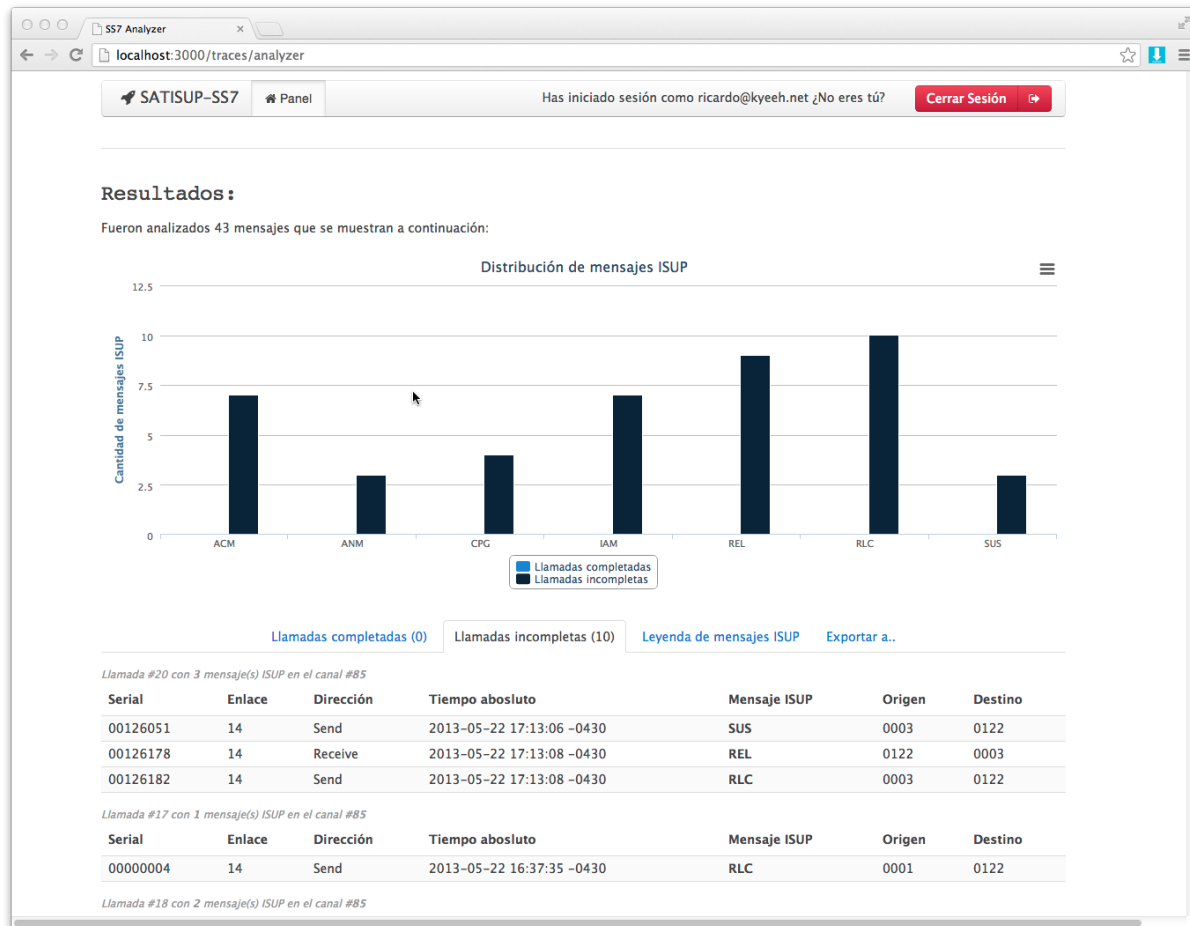 SS7 Analyzer
localhost:3000/traces/analyzer
SATISUP-SS7 Panel Has iniciado sesión como ricardo@kyeeh.net ¿No eres tú? Cerrar Sesión
Resultados:
Fueron analizados 43 mensajes que se muestran a continuación:
Distribución de mensajes ISUP
Cantidad de mensajes ISUP
12.5
10
7.5
5
2.5
0
ACM ANM CPG IAM REL RLC SUS
Llamadas completadas
Llamadas incompletas
Llamadas completadas (0) Llamadas incompletas (10) Leyenda de mensajes ISUP Exportar a..
Llamada #20 con 3 mensaje(s) ISUP en el canal #85
Serial Enlace Dirección Tiempo abosluto Mensaje ISUP Origen Destino
00126051 14 Send 2013-05-22 17:13:06 -0430 SUS 0003 0122
00126178 14 Receive 2013-05-22 17:13:08 -0430 REL 0122 0003
00126182 14 Send 2013-05-22 17:13:08 -0430 RLC 0003 0122
Llamada #17 con 1 mensaje(s) ISUP en el canal #85
Serial Enlace Dirección Tiempo abosluto Mensaje ISUP Origen Destino
00000004 14 Send 2013-05-22 16:37:35 -0430 RLC 0001 0122
Llamada #18 con 2 mensaje(s) ISUP en el canal #85